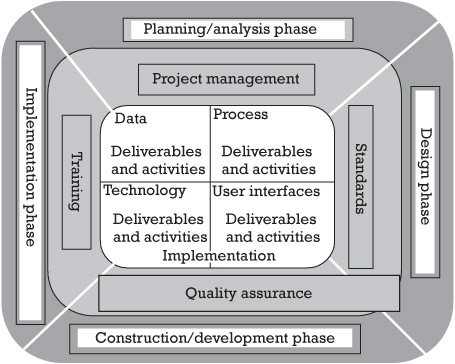 Planning/analysis phase
Project management
Implementation phase
Training
Data
Process
Deliverables
and activities
Deliverables
and activities
Technology
User interfaces
Deliverables
and activities
Deliverables
and activities
Implementation
Standards
Design phase
Quality assurance
Construction/development phase